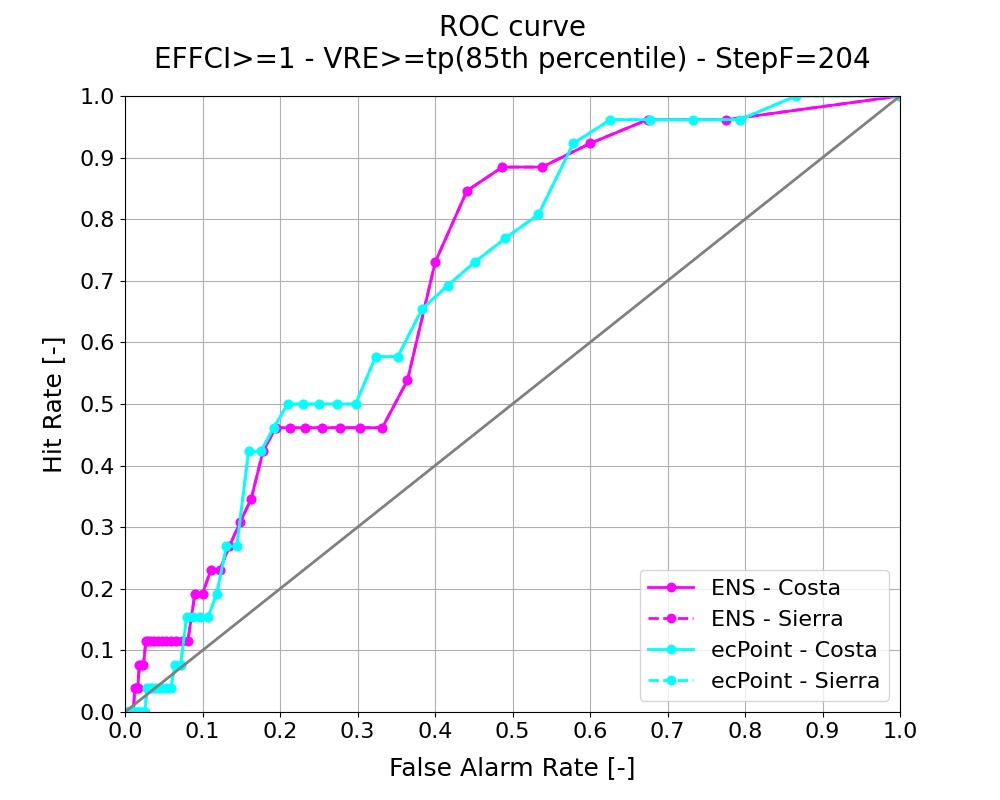 ROC curve
EFFCI>=1 - VRE>=tp(85th percentile) - StepF=204
1.0
0.9
0.8
0.7
0.6
0.5
0.4
0.3
0.2
0.1
0.0
Hit Rate [-]
ENS - Costa
ENS - Sierra
ecPoint - Costa
ecPoint - Sierra
0.0 0.1 0.2 0.3 0.4 0.5 0.6 0.7 0.8 0.9 1.0
False Alarm Rate [-]